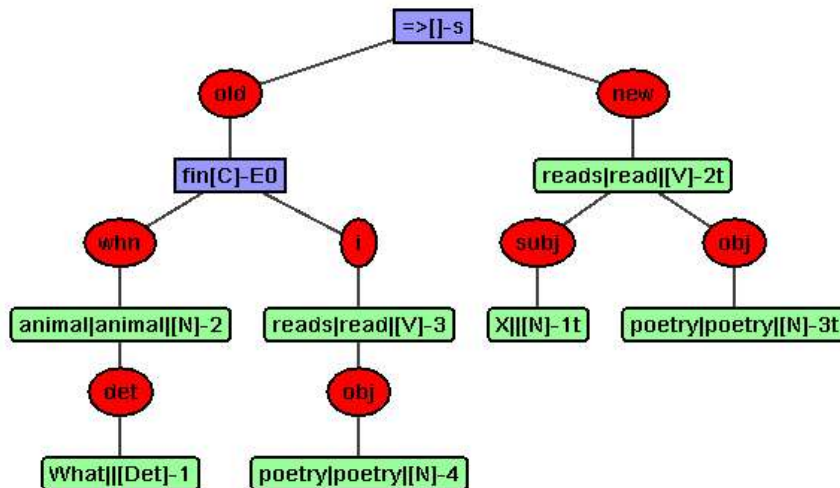 =>[]-s
old new
fin[C]-E0 reads|read|[V]-2t
whn i subj obj
animal|animal|[N]-2 reads|read|[V]-3 X||[N]-1t poetry|poetry|[N]-3t
det obj
What||[Det]-1 poetry|poetry|[N]-4